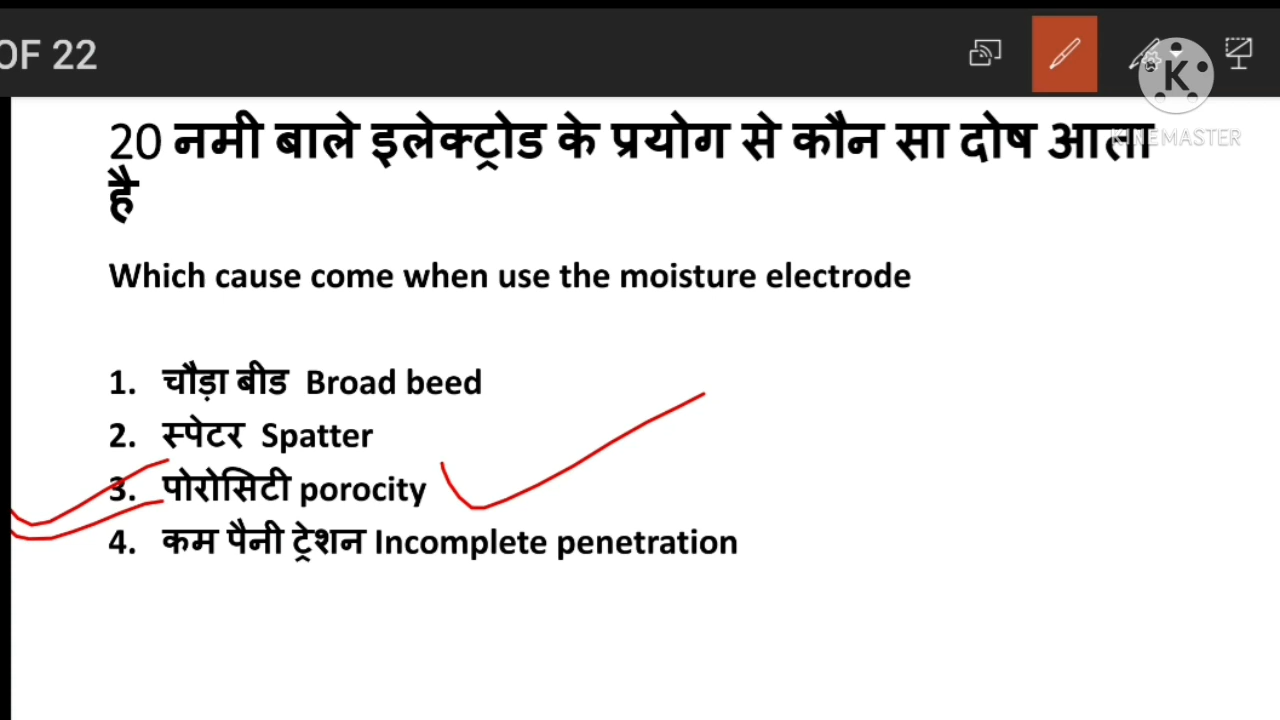 OF 22
KINEMASTER
20 नमी बाले इलेक्ट्रोड के प्रयोग से कौन सा दोष आता
है
Which cause come when use the moisture electrode
1. चौड़ा बीड Broad beed
2. स्पेटर Spatter
3. पोरोसिटी porocity
4. कम पैनी ट्रेशन Incomplete penetration